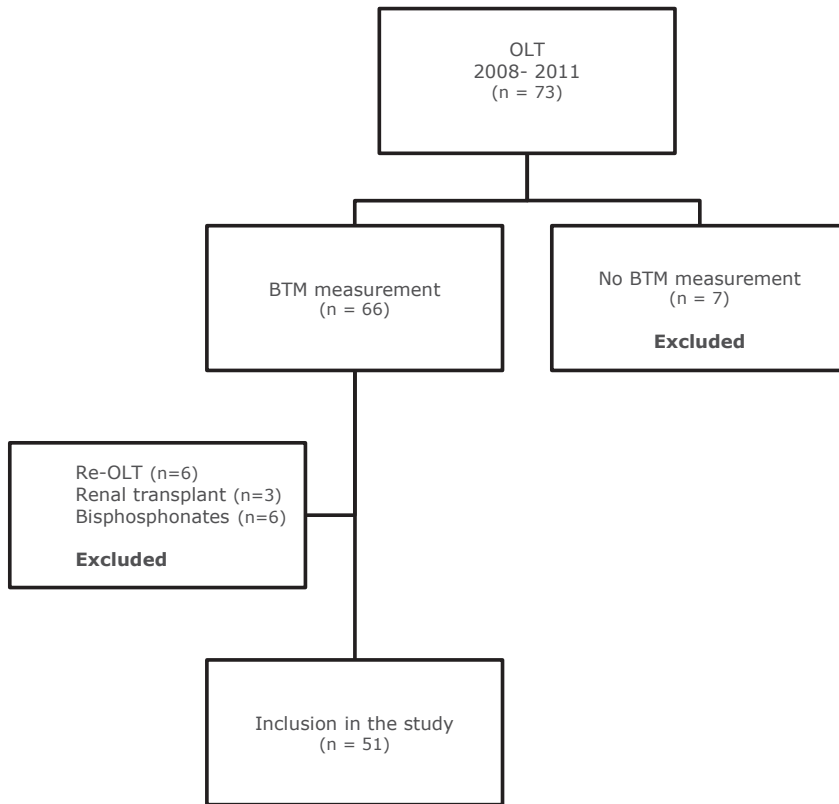 OLT
2008- 2011
(n = 73)
BTM measurement
(n = 66)
No BTM measurement
(n = 7)
Excluded
Re-OLT (n=6)
Renal transplant (n=3)
Bisphosphonates (n=6)
Excluded
Inclusion in the study
(n = 51)